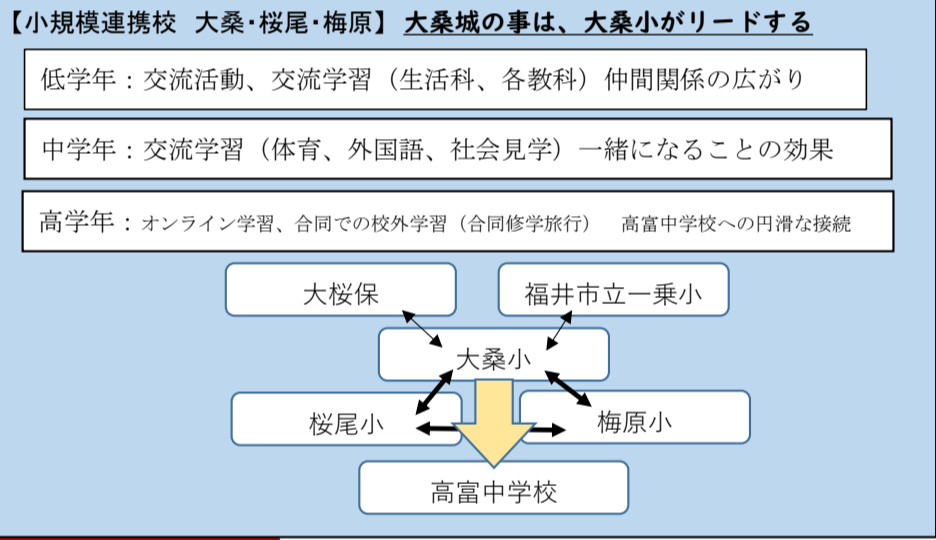 【小規模連携校　大桑・桜尾・梅原】 大桑城の事は、大桑小がリードする
低学年：交流活動、交流学習（生活科、各教科）仲間関係の広がり
中学年：交流学習（体育、外国語、社会見学）一緒になることの効果
高学年：オンライン学習、合同での校外学習（合同修学旅行）　高富中学校への円滑な接続
大桜保
福井市立一乗小
大桑小
桜尾小
梅原小
高富中学校